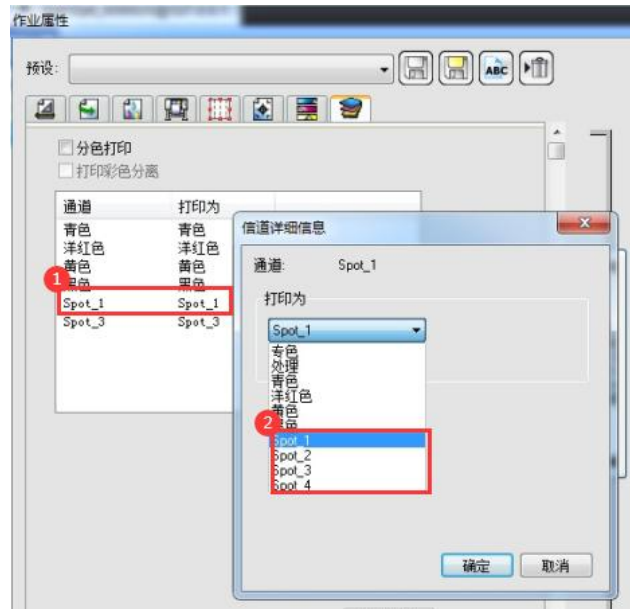 作业属性
预设:
ABC
分色打印
打印彩色分离
通道 打印为
青色 青色
洋红色 洋红色
黄色 黄色
黑色 黑色
1
Spot_1 Spot_1
Spot_3 Spot_3
信道详细信息
通道: Spot_1
打印为
Spot_1
专色
处理
青色
洋红色
黄色
黑色
2
Spot_1
Spot_2
Spot_3
Spot_4
确定 取消